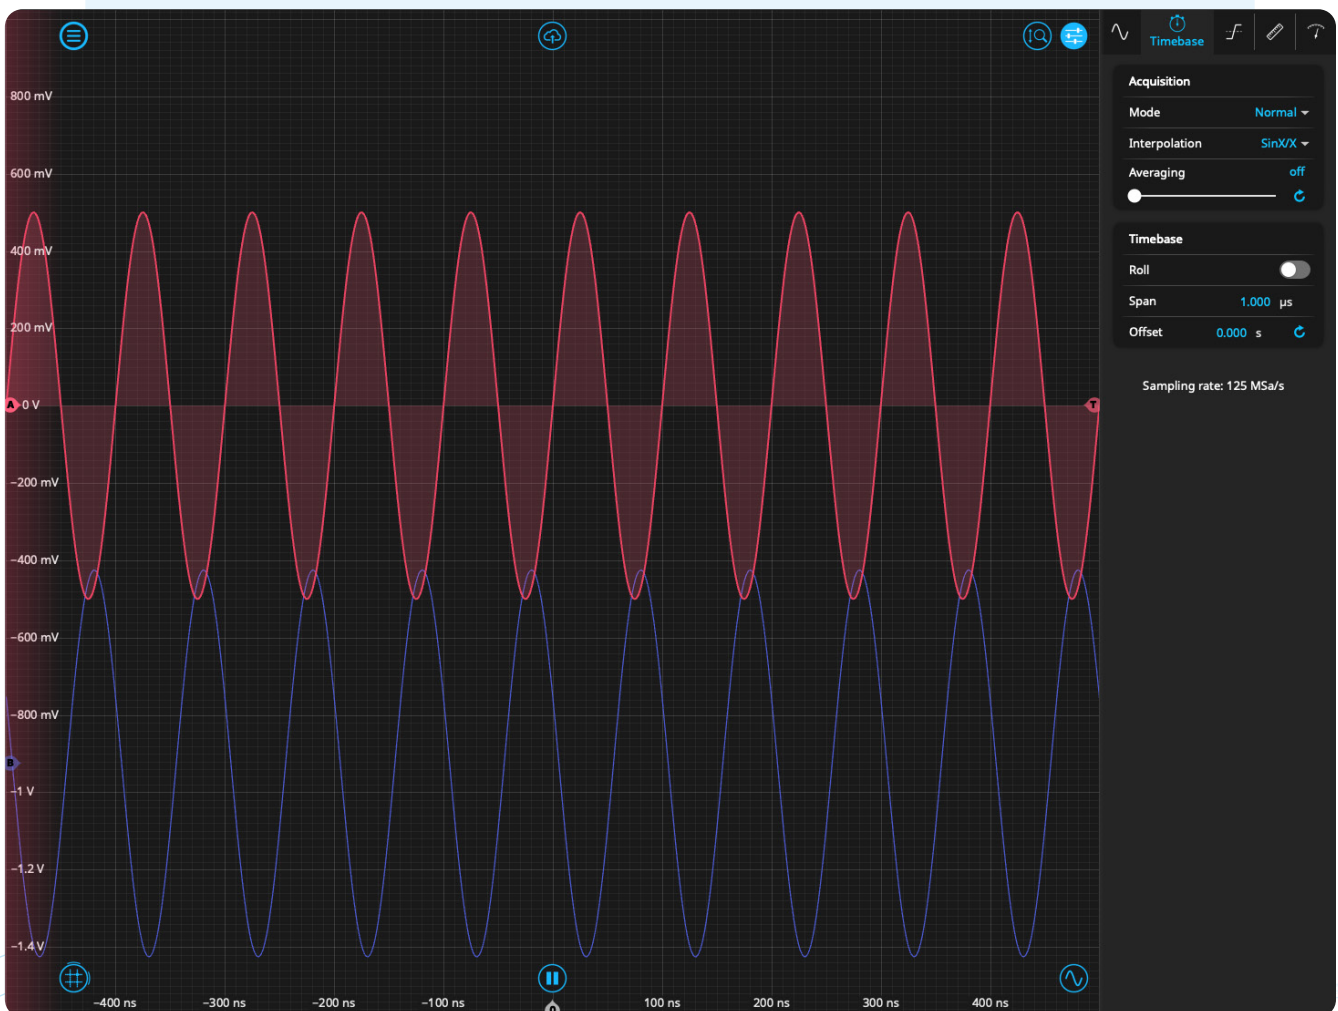 Timebase
Acquisition
Mode Normal
Interpolation SinX/X
Averaging off
Timebase
Roll
Span 1.000 µs
Offset 0.000 s
Sampling rate: 125 MSa/s
800 mV
600 mV
400 mV
200 mV
A 0 V T
−200 mV
−400 mV
−600 mV
−800 mV
B
−1 V
−1.2 V
−1.4 V
−400 ns −300 ns −200 ns −100 ns 100 ns 200 ns 300 ns 400 ns